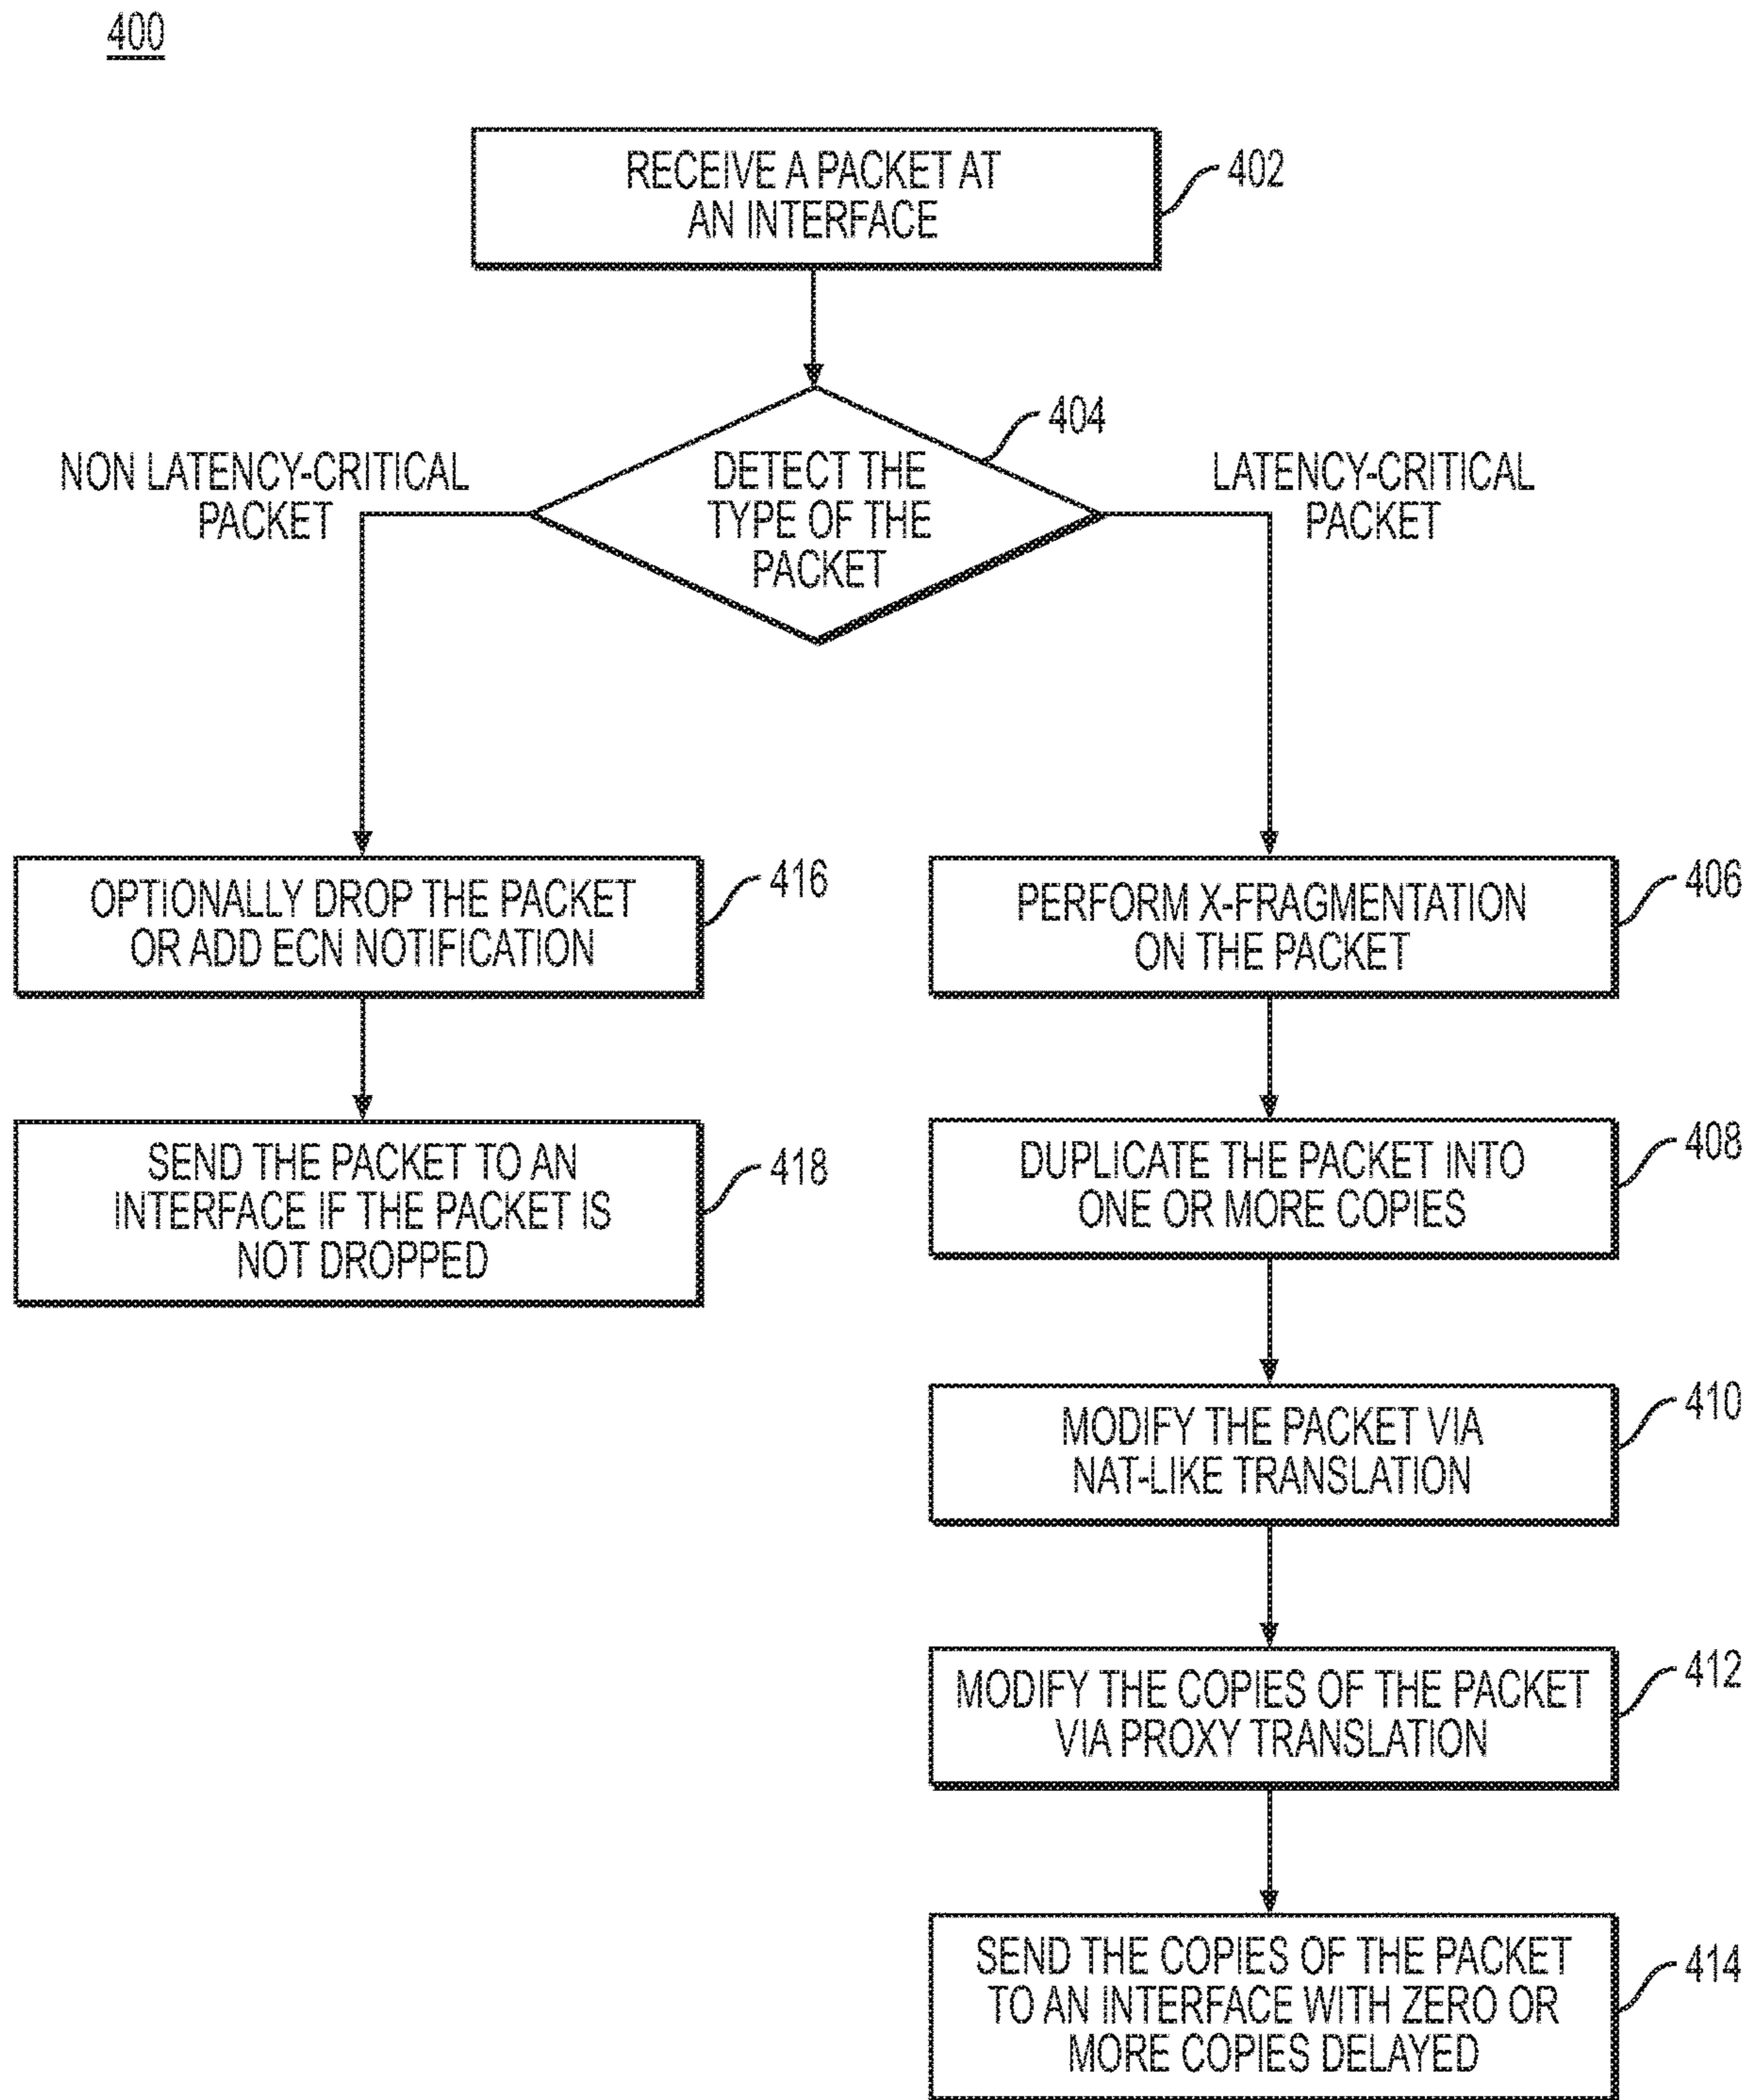 400
RECEIVE A PACKET AT
AN INTERFACE
402
404
DETECT THE
TYPE OF THE
PACKET
NON LATENCY-CRITICAL
PACKET
LATENCY-CRITICAL
PACKET
OPTIONALLY DROP THE PACKET
OR ADD ECN NOTIFICATION
416
PERFORM X-FRAGMENTATION
ON THE PACKET
406
SEND THE PACKET TO AN
INTERFACE IF THE PACKET IS
NOT DROPPED
418
DUPLICATE THE PACKET INTO
ONE OR MORE COPIES
408
MODIFY THE PACKET VIA
NAT-LIKE TRANSLATION
410
MODIFY THE COPIES OF THE PACKET
VIA PROXY TRANSLATION
412
SEND THE COPIES OF THE PACKET
TO AN INTERFACE WITH ZERO OR
MORE COPIES DELAYED
414